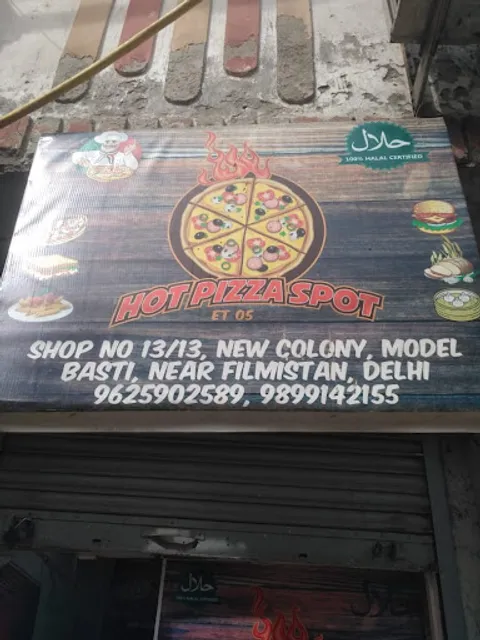 حلال
100% HALAL CERTIFIED
HOT PIZZA SPOT
ET 05
SHOP NO 13/13, NEW COLONY, MODEL
BASTI, NEAR FILMISTAN, DELHI
9625902589, 9899142155
حلال